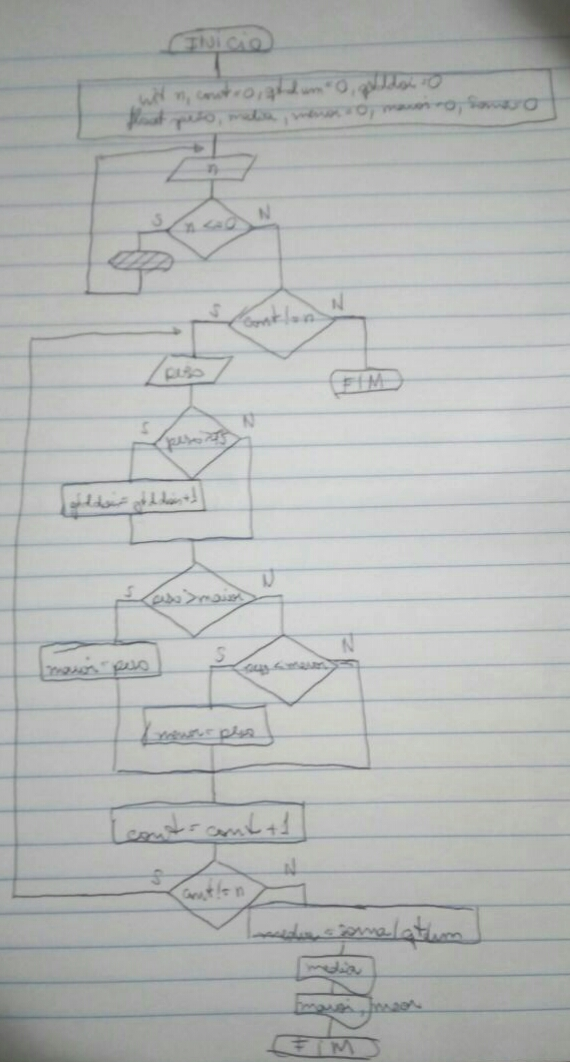 INICIO
int n, cont=0, qtdum=0, qtddoi=0
float peso, media, menor=0, maior=0, soma=0
n
S N
n <=0
S N
cont!=n
peso
FIM
S N
peso>75
qtddoi=qtddoi+1
S N
peso>maior
S N
maior=peso
peso<menor
menor=peso
cont = cont +1
S N
cont!=n
media=soma/qtdum
media
maior, menor
FIM